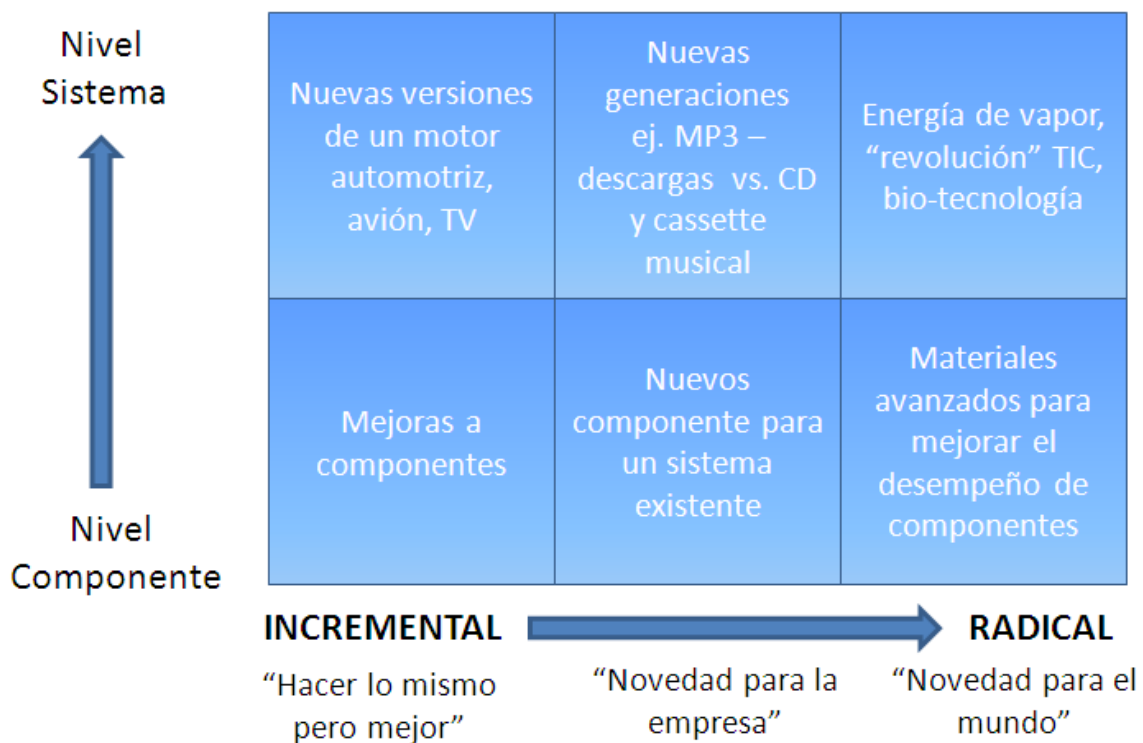 Nivel
Sistema
Nuevas versiones
de un motor
automotriz,
avión, TV
Nuevas
generaciones
ej. MP3 –
descargas vs. CD
y cassette
musical
Energía de vapor,
“revolución” TIC,
bio-tecnología
Nivel
Componente
Mejoras a
componentes
Nuevos
componente para
un sistema
existente
Materiales
avanzados para
mejorar el
desempeño de
componentes
INCREMENTAL
RADICAL
“Hacer lo mismo
pero mejor”
“Novedad para la
empresa”
“Novedad para el
mundo”